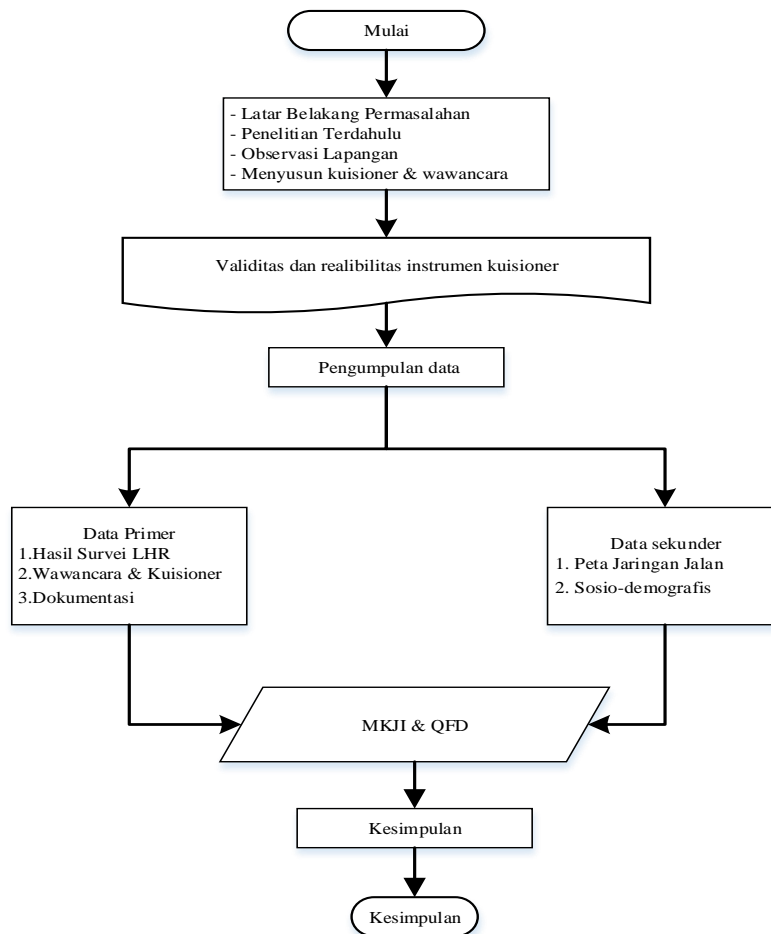 Mulai
- Latar Belakang Permasalahan
- Penelitian Terdahulu
- Observasi Lapangan
- Menyusun kuisioner & wawancara
Validitas dan realibilitas instrumen kuisioner
Pengumpulan data
Data Primer
1.Hasil Survei LHR
2.Wawancara & Kuisioner
3.Dokumentasi
Data sekunder
1. Peta Jaringan Jalan
2. Sosio-demografis
MKJI & QFD
Kesimpulan
Kesimpulan